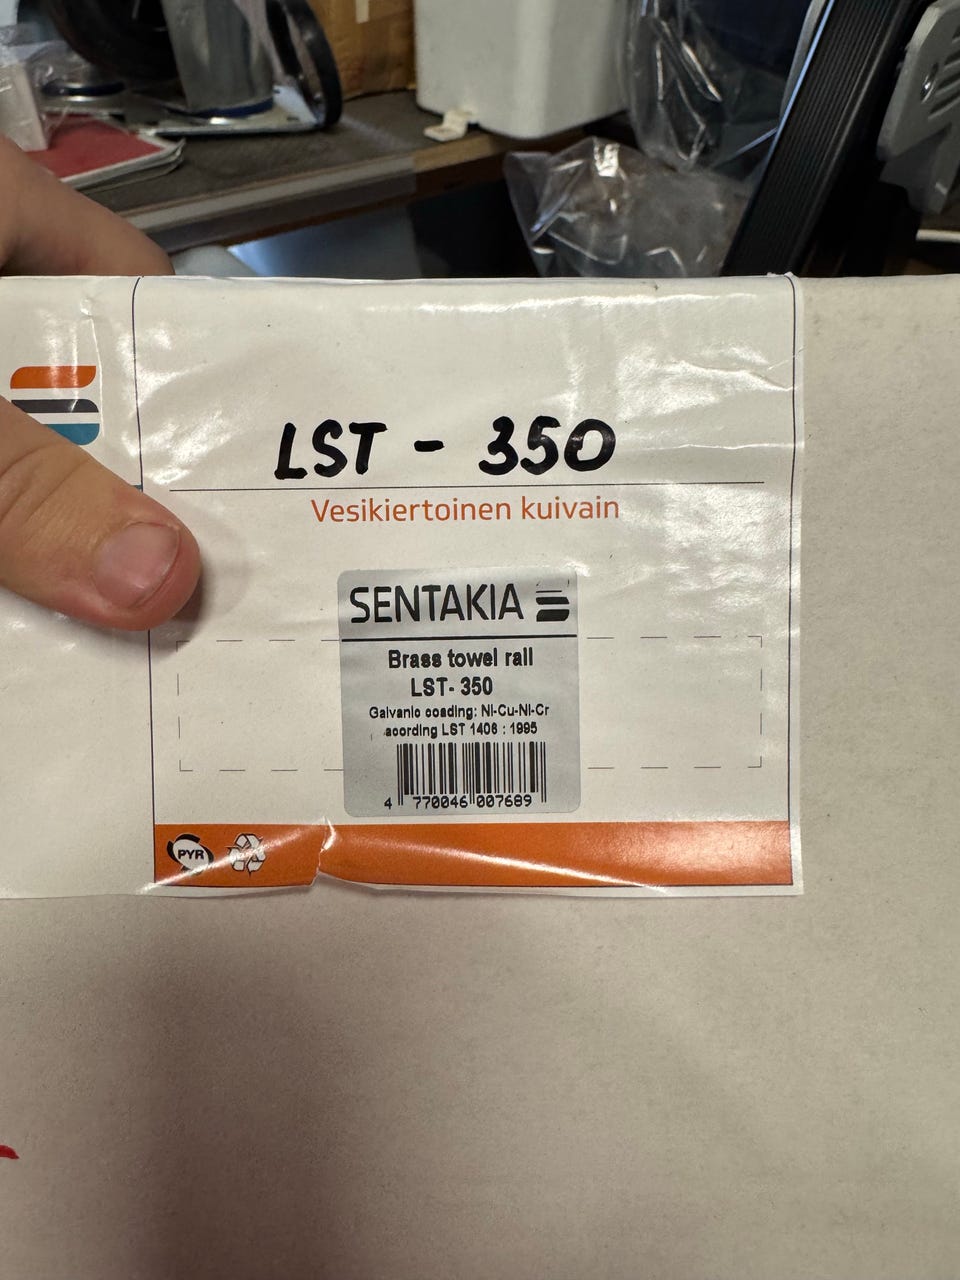 LST - 350
Vesikiertoinen kuivain
SENTAKIA
Brass towel rail
LST- 350
Galvanic coading: Ni-Cu-Ni-Cr
acording LST 1406 : 1995
4 770046 007689
PYR